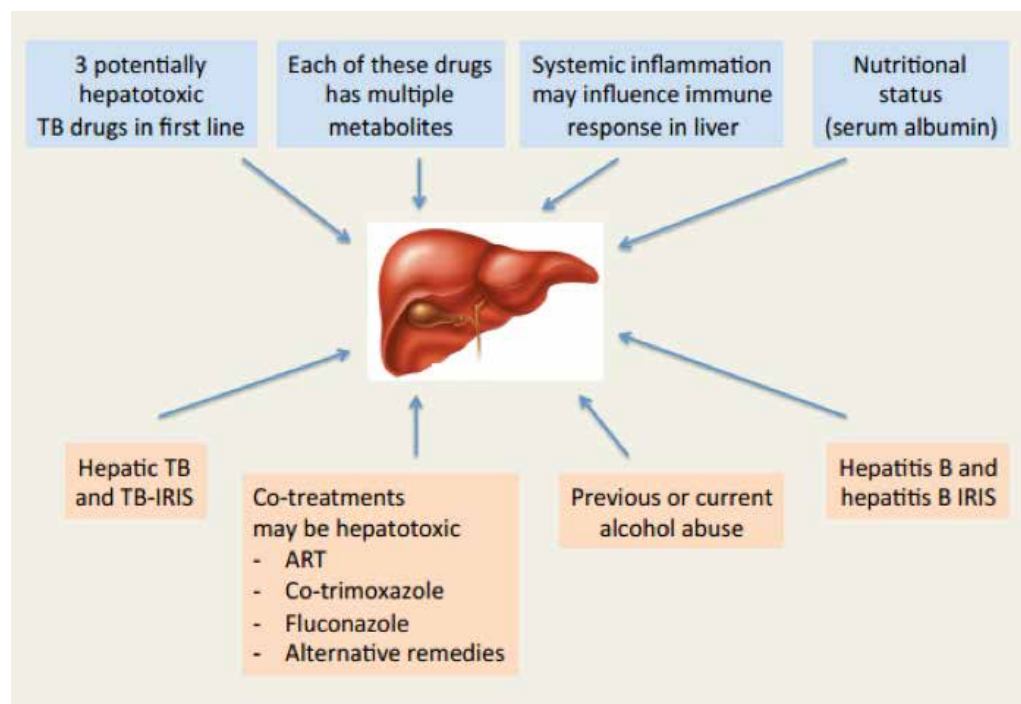 3 potentially
hepatotoxic
TB drugs in first line
Each of these drugs
has multiple
metabolites
Systemic inflammation
may influence immune
response in liver
Nutritional
status
(serum albumin)
Hepatic TB
and TB-IRIS
Co-treatments
may be hepatotoxic
- ART
- Co-trimoxazole
- Fluconazole
- Alternative remedies
Previous or current
alcohol abuse
Hepatitis B and
hepatitis B IRIS